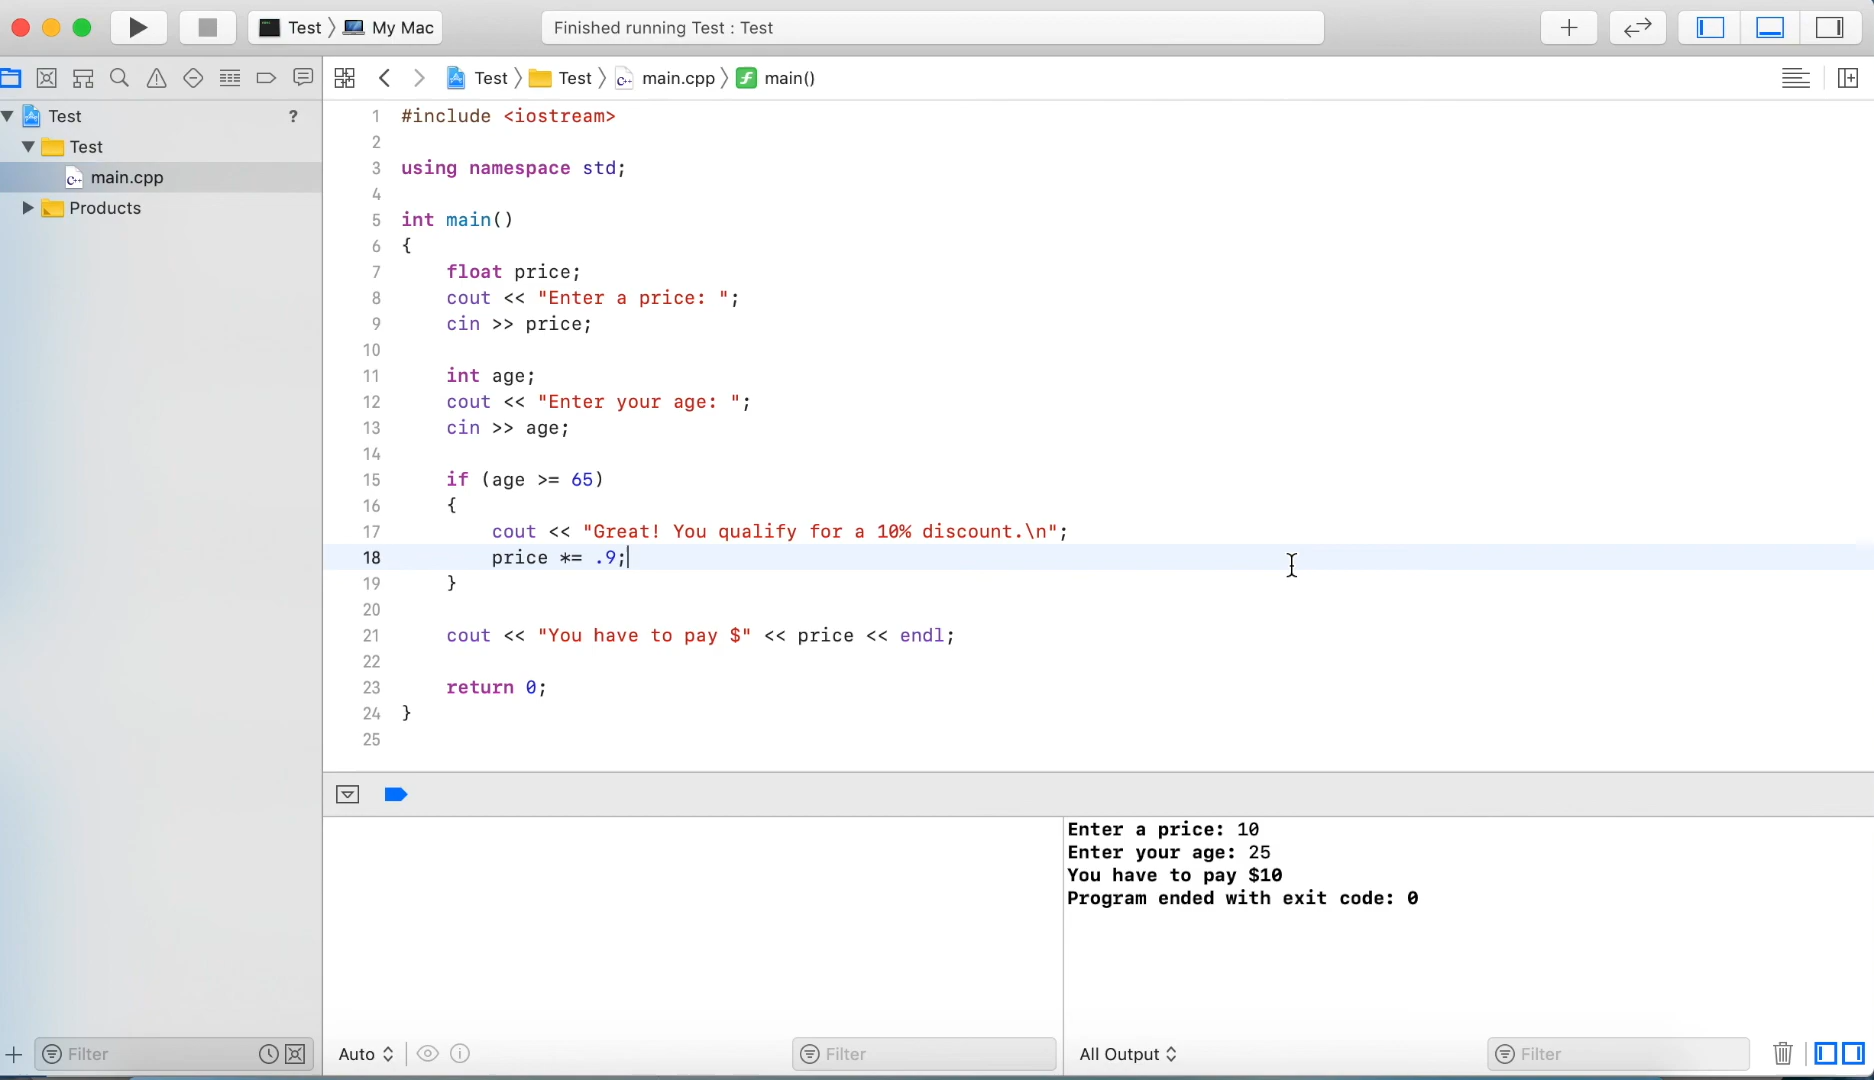 Test My Mac
Finished running Test : Test
Test Test main.cpp main()
Test ?
Test
main.cpp
Products
1 #include <iostream>
2
3 using namespace std;
4
5 int main()
6 {
7 float price;
8 cout << "Enter a price: ";
9 cin >> price;
10
11 int age;
12 cout << "Enter your age: ";
13 cin >> age;
14
15 if (age >= 65)
16 {
17 cout << "Great! You qualify for a 10% discount.\n";
18 price *= .9;
19 }
20
21 cout << "You have to pay $" << price << endl;
22
23 return 0;
24 }
25
Enter a price: 10
Enter your age: 25
You have to pay $10
Program ended with exit code: 0
Filter
Auto
Filter
All Output
Filter